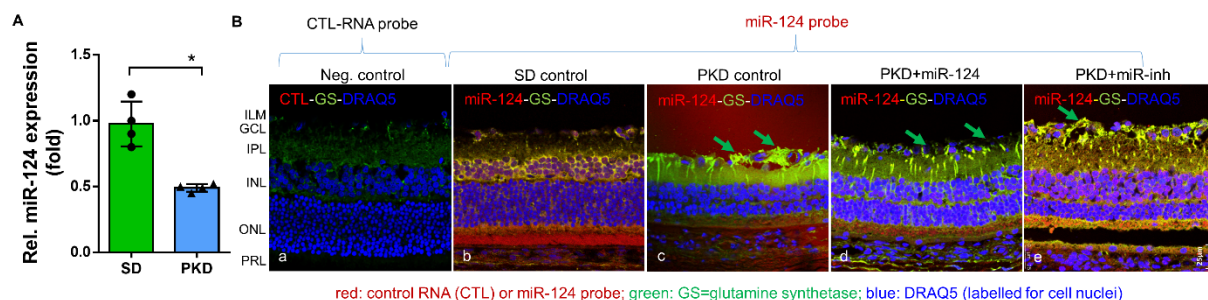 A
Rel. miR-124 expression
(fold)
1.5
1.0
0.5
0.0
*
SD
PKD
B
CTL-RNA probe
miR-124 probe
Neg. control
SD control
PKD control
PKD+miR-124
PKD+miR-inh
CTL-GS-DRAQ5
miR-124-GS-DRAQ5
miR-124-GS-DRAQ5
miR-124-GS-DRAQ5
miR-124-GS-DRAQ5
ILM
GCL
IPL
INL
ONL
PRL
a
b
c
d
e
25µm
red: control RNA (CTL) or miR-124 probe; green: GS=glutamine synthetase; blue: DRAQ5 (labelled for cell nuclei)